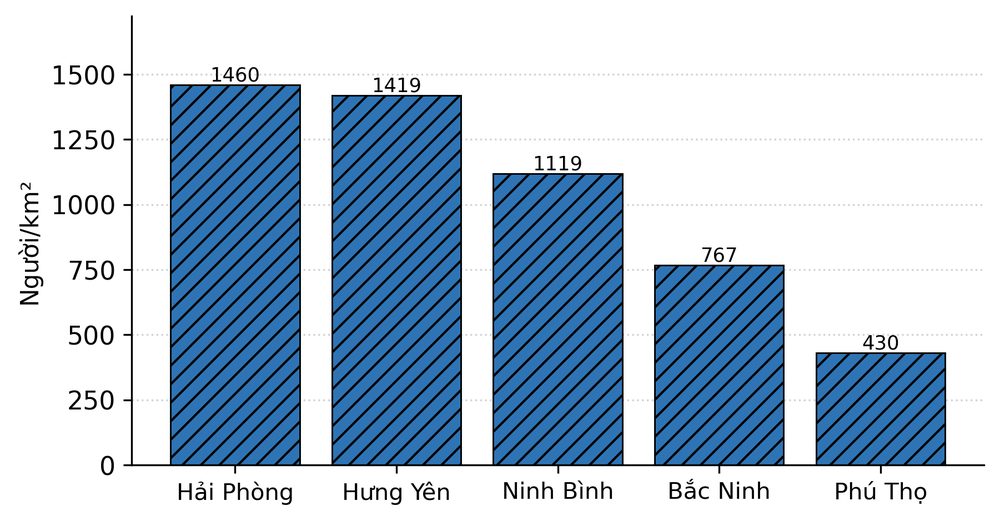 Người/km²
1500
1250
1000
750
500
250
0
1460
1419
1119
767
430
Hải Phòng
Hưng Yên
Ninh Bình
Bắc Ninh
Phú Thọ